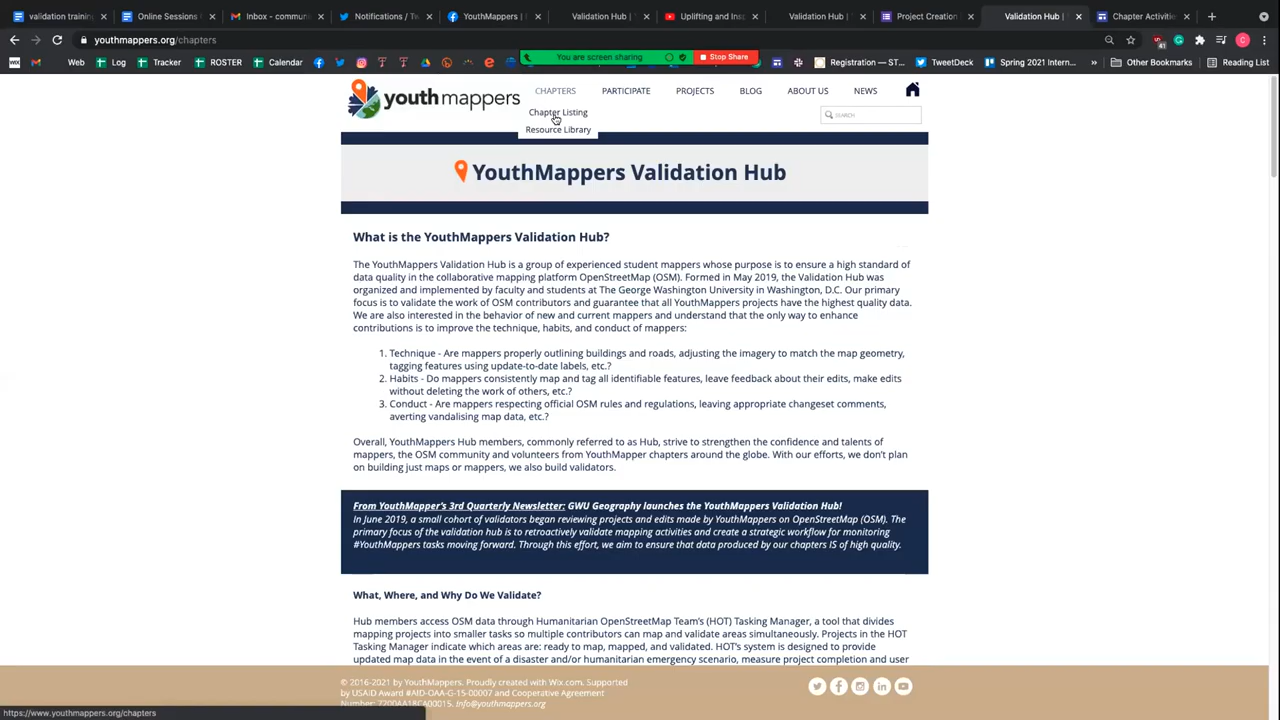 validation training
Online Sessions
Inbox - commun
Notifications / Tw
YouthMappers |
Validation Hub |
Uplifting and Insp
Validation Hub |
Project Creation
Validation Hub |
Chapter Activitie
youthmappers.org/chapters
Web
Log
Tracker
ROSTER
Calendar
You are screen sharing
Stop Share
Registration — ST...
TweetDeck
Spring 2021 Intern...
Other Bookmarks
Reading List
youthmappers
CHAPTERS
PARTICIPATE
PROJECTS
BLOG
ABOUT US
NEWS
Chapter Listing
Resource Library
SEARCH
YouthMappers Validation Hub
What is the YouthMappers Validation Hub?
The YouthMappers Validation Hub is a group of experienced student mappers whose purpose is to ensure a high standard of
data quality in the collaborative mapping platform OpenStreetMap (OSM). Formed in May 2019, the Validation Hub was
organized and implemented by faculty and students at The George Washington University in Washington, D.C. Our primary
focus is to validate the work of OSM contributors and guarantee that all YouthMappers projects have the highest quality data.
We are also interested in the behavior of new and current mappers and understand that the only way to enhance
contributions is to improve the technique, habits, and conduct of mappers:
1. Technique - Are mappers properly outlining buildings and roads, adjusting the imagery to match the map geometry,
tagging features using update-to-date labels, etc.?
2. Habits - Do mappers consistently map and tag all identifiable features, leave feedback about their edits, make edits
without deleting the work of others, etc.?
3. Conduct - Are mappers respecting official OSM rules and regulations, leaving appropriate changeset comments,
averting vandalising map data, etc.?
Overall, YouthMappers Hub members, commonly referred to as Hub, strive to strengthen the confidence and talents of
mappers, the OSM community and volunteers from YouthMapper chapters around the globe. With our efforts, we don't plan
on building just maps or mappers, we also build validators.
From YouthMapper's 3rd Quarterly Newsletter: GWU Geography launches the YouthMappers Validation Hub!
In June 2019, a small cohort of validators began reviewing projects and edits made by YouthMappers on OpenStreetMap (OSM). The
primary focus of the validation hub is to retroactively validate mapping activities and create a strategic workflow for monitoring
#YouthMappers tasks moving forward. Through this effort, we aim to ensure that data produced by our chapters IS of high quality.
What, Where, and Why Do We Validate?
Hub members access OSM data through Humanitarian OpenStreetMap Team's (HOT) Tasking Manager, a tool that divides
mapping projects into smaller tasks so multiple contributors can map and validate areas simultaneously. Projects in the HOT
Tasking Manager indicate which areas are: ready to map, mapped, and validated. HOT's system is designed to provide
updated map data in the event of a disaster and/or humanitarian emergency scenario, measure project completion and user
© 2016-2021 by YouthMappers. Proudly created with Wix.com. Supported
by USAID Award #AID-OAA-G-15-00007 and Cooperative Agreement
Number: 7200AA18CA00015. info@youthmappers.org
https://www.youthmappers.org/chapters